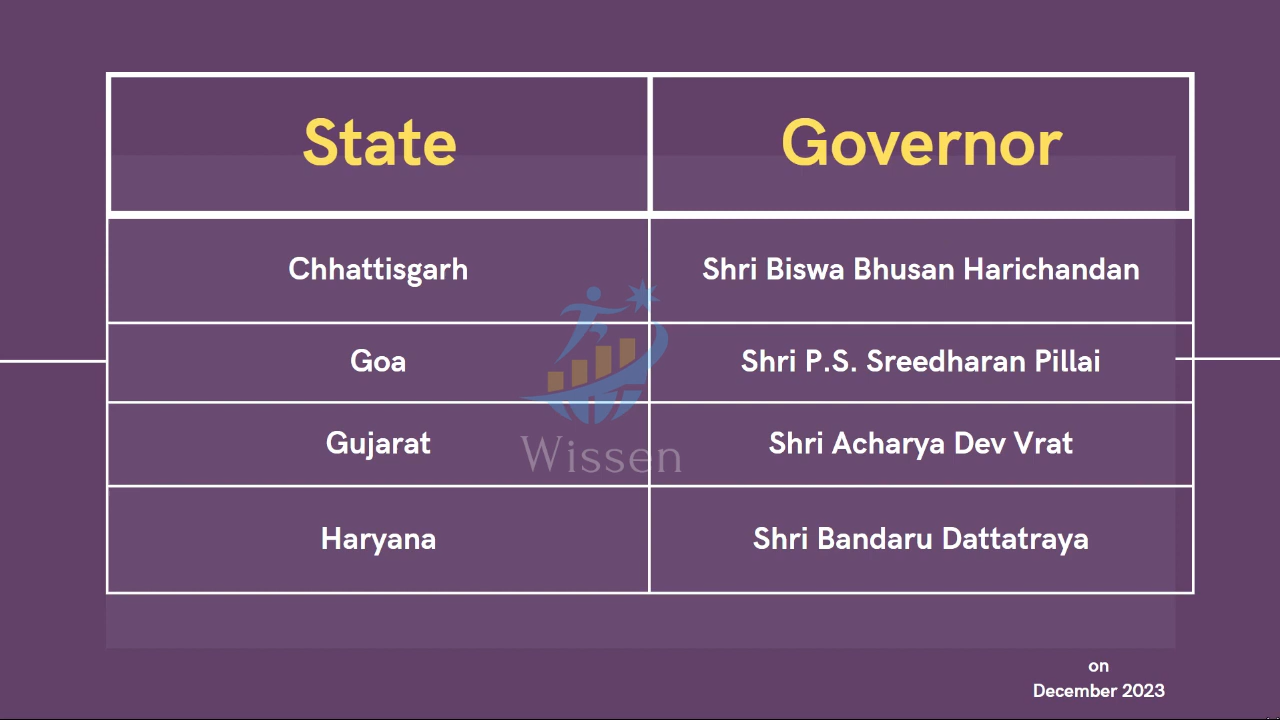 State Governor
Chhattisgarh Shri Biswa Bhusan Harichandan
Goa Shri P.S. Sreedharan Pillai
Gujarat Shri Acharya Dev Vrat
Wissen
Haryana Shri Bandaru Dattatraya
on
December 2023